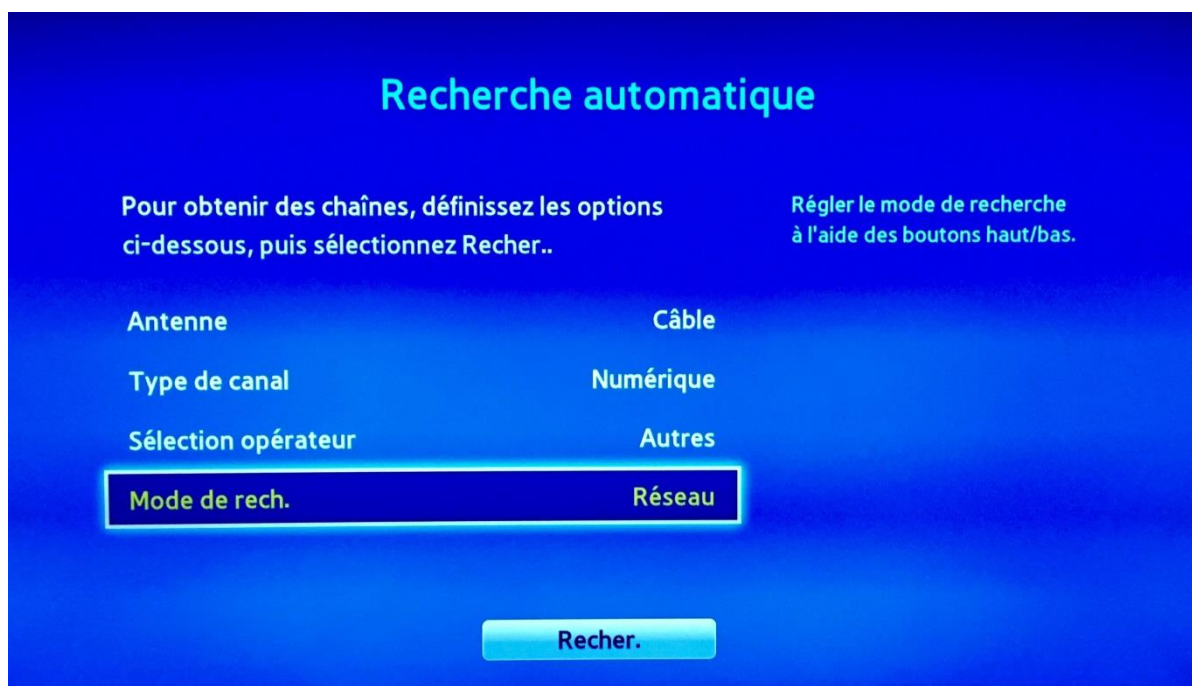 Recherche automatique
Pour obtenir des chaînes, définissez les options
ci-dessous, puis sélectionnez Recher..
Régler le mode de recherche
à l'aide des boutons haut/bas.
Antenne Câble
Type de canal Numérique
Sélection opérateur Autres
Mode de rech. Réseau
Recher.